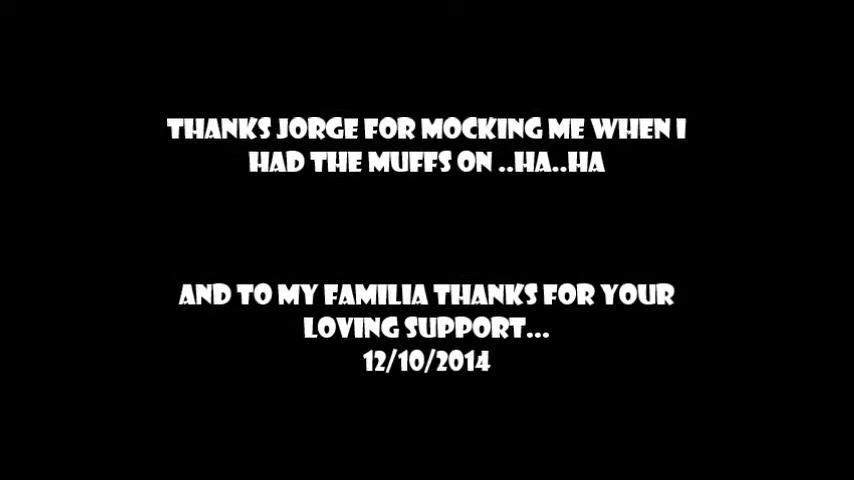 THANKS JORGE FOR MOCKING ME WHEN I
HAD THE MUFFS ON ..HA..HA
AND TO MY FAMILIA THANKS FOR YOUR
LOVING SUPPORT...
12/10/2014